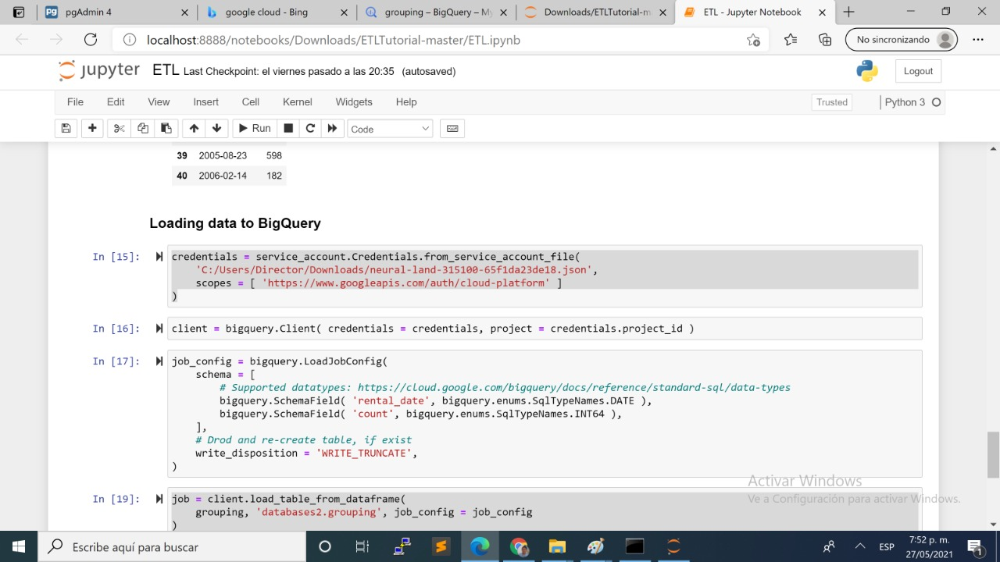 pgAdmin 4
google cloud - Bing
grouping – BigQuery – My
Downloads/ETLTutorial-m
ETL - Jupyter Notebook
localhost:8888/notebooks/Downloads/ETLTutorial-master/ETL.ipynb
No sincronizando
jupyter ETL Last Checkpoint: el viernes pasado a las 20:35 (autosaved)
Logout
File Edit View Insert Cell Kernel Widgets Help
Trusted
Python 3
Run
Code
39 2005-08-23 598
40 2006-02-14 182
Loading data to BigQuery
In [15]: credentials = service_account.Credentials.from_service_account_file(
'C:/Users/Director/Downloads/neural-land-315100-65f1da23de18.json',
scopes = [ 'https://www.googleapis.com/auth/cloud-platform' ]
)
In [16]: client = bigquery.Client( credentials = credentials, project = credentials.project_id )
In [17]: job_config = bigquery.LoadJobConfig(
schema = [
# Supported datatypes: https://cloud.google.com/bigquery/docs/reference/standard-sql/data-types
bigquery.SchemaField( 'rental_date', bigquery.enums.SqlTypeNames.DATE ),
bigquery.SchemaField( 'count', bigquery.enums.SqlTypeNames.INT64 ),
],
# Drod and re-create table, if exist
write_disposition = 'WRITE_TRUNCATE',
)
Activar Windows
Ve a Configuración para activar Windows.
In [19]: job = client.load_table_from_dataframe(
grouping, 'databases2.grouping', job_config = job_config
)
Escribe aquí para buscar
ESP
7:52 p. m.
27/05/2021
1